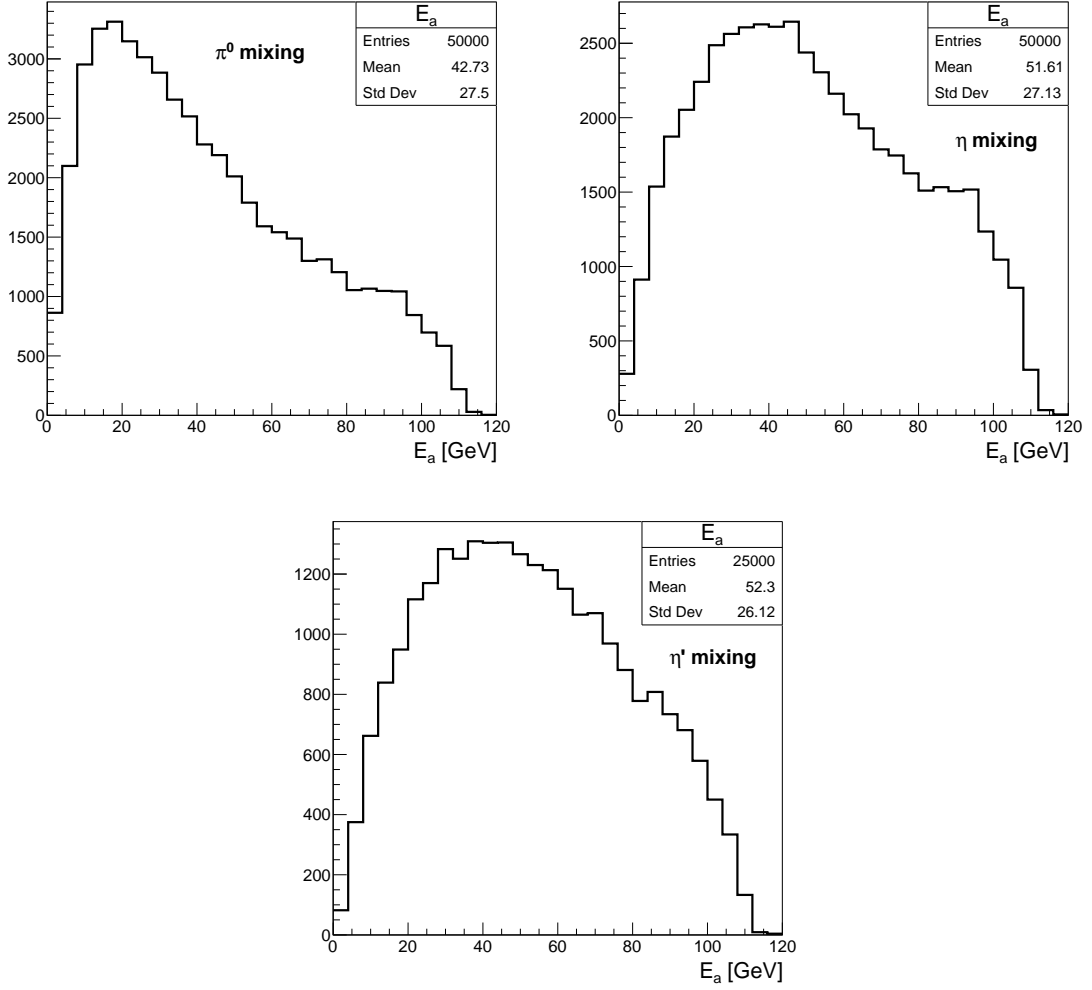 E_a
Entries 50000
Mean 42.73
Std Dev 27.5
π⁰ mixing
3000
2500
2000
1500
1000
500
0
0 20 40 60 80 100 120
E_a [GeV]
E_a
Entries 50000
Mean 51.61
Std Dev 27.13
η mixing
2500
2000
1500
1000
500
0
0 20 40 60 80 100 120
E_a [GeV]
E_a
Entries 25000
Mean 52.3
Std Dev 26.12
η' mixing
1200
1000
800
600
400
200
0
0 20 40 60 80 100 120
E_a [GeV]